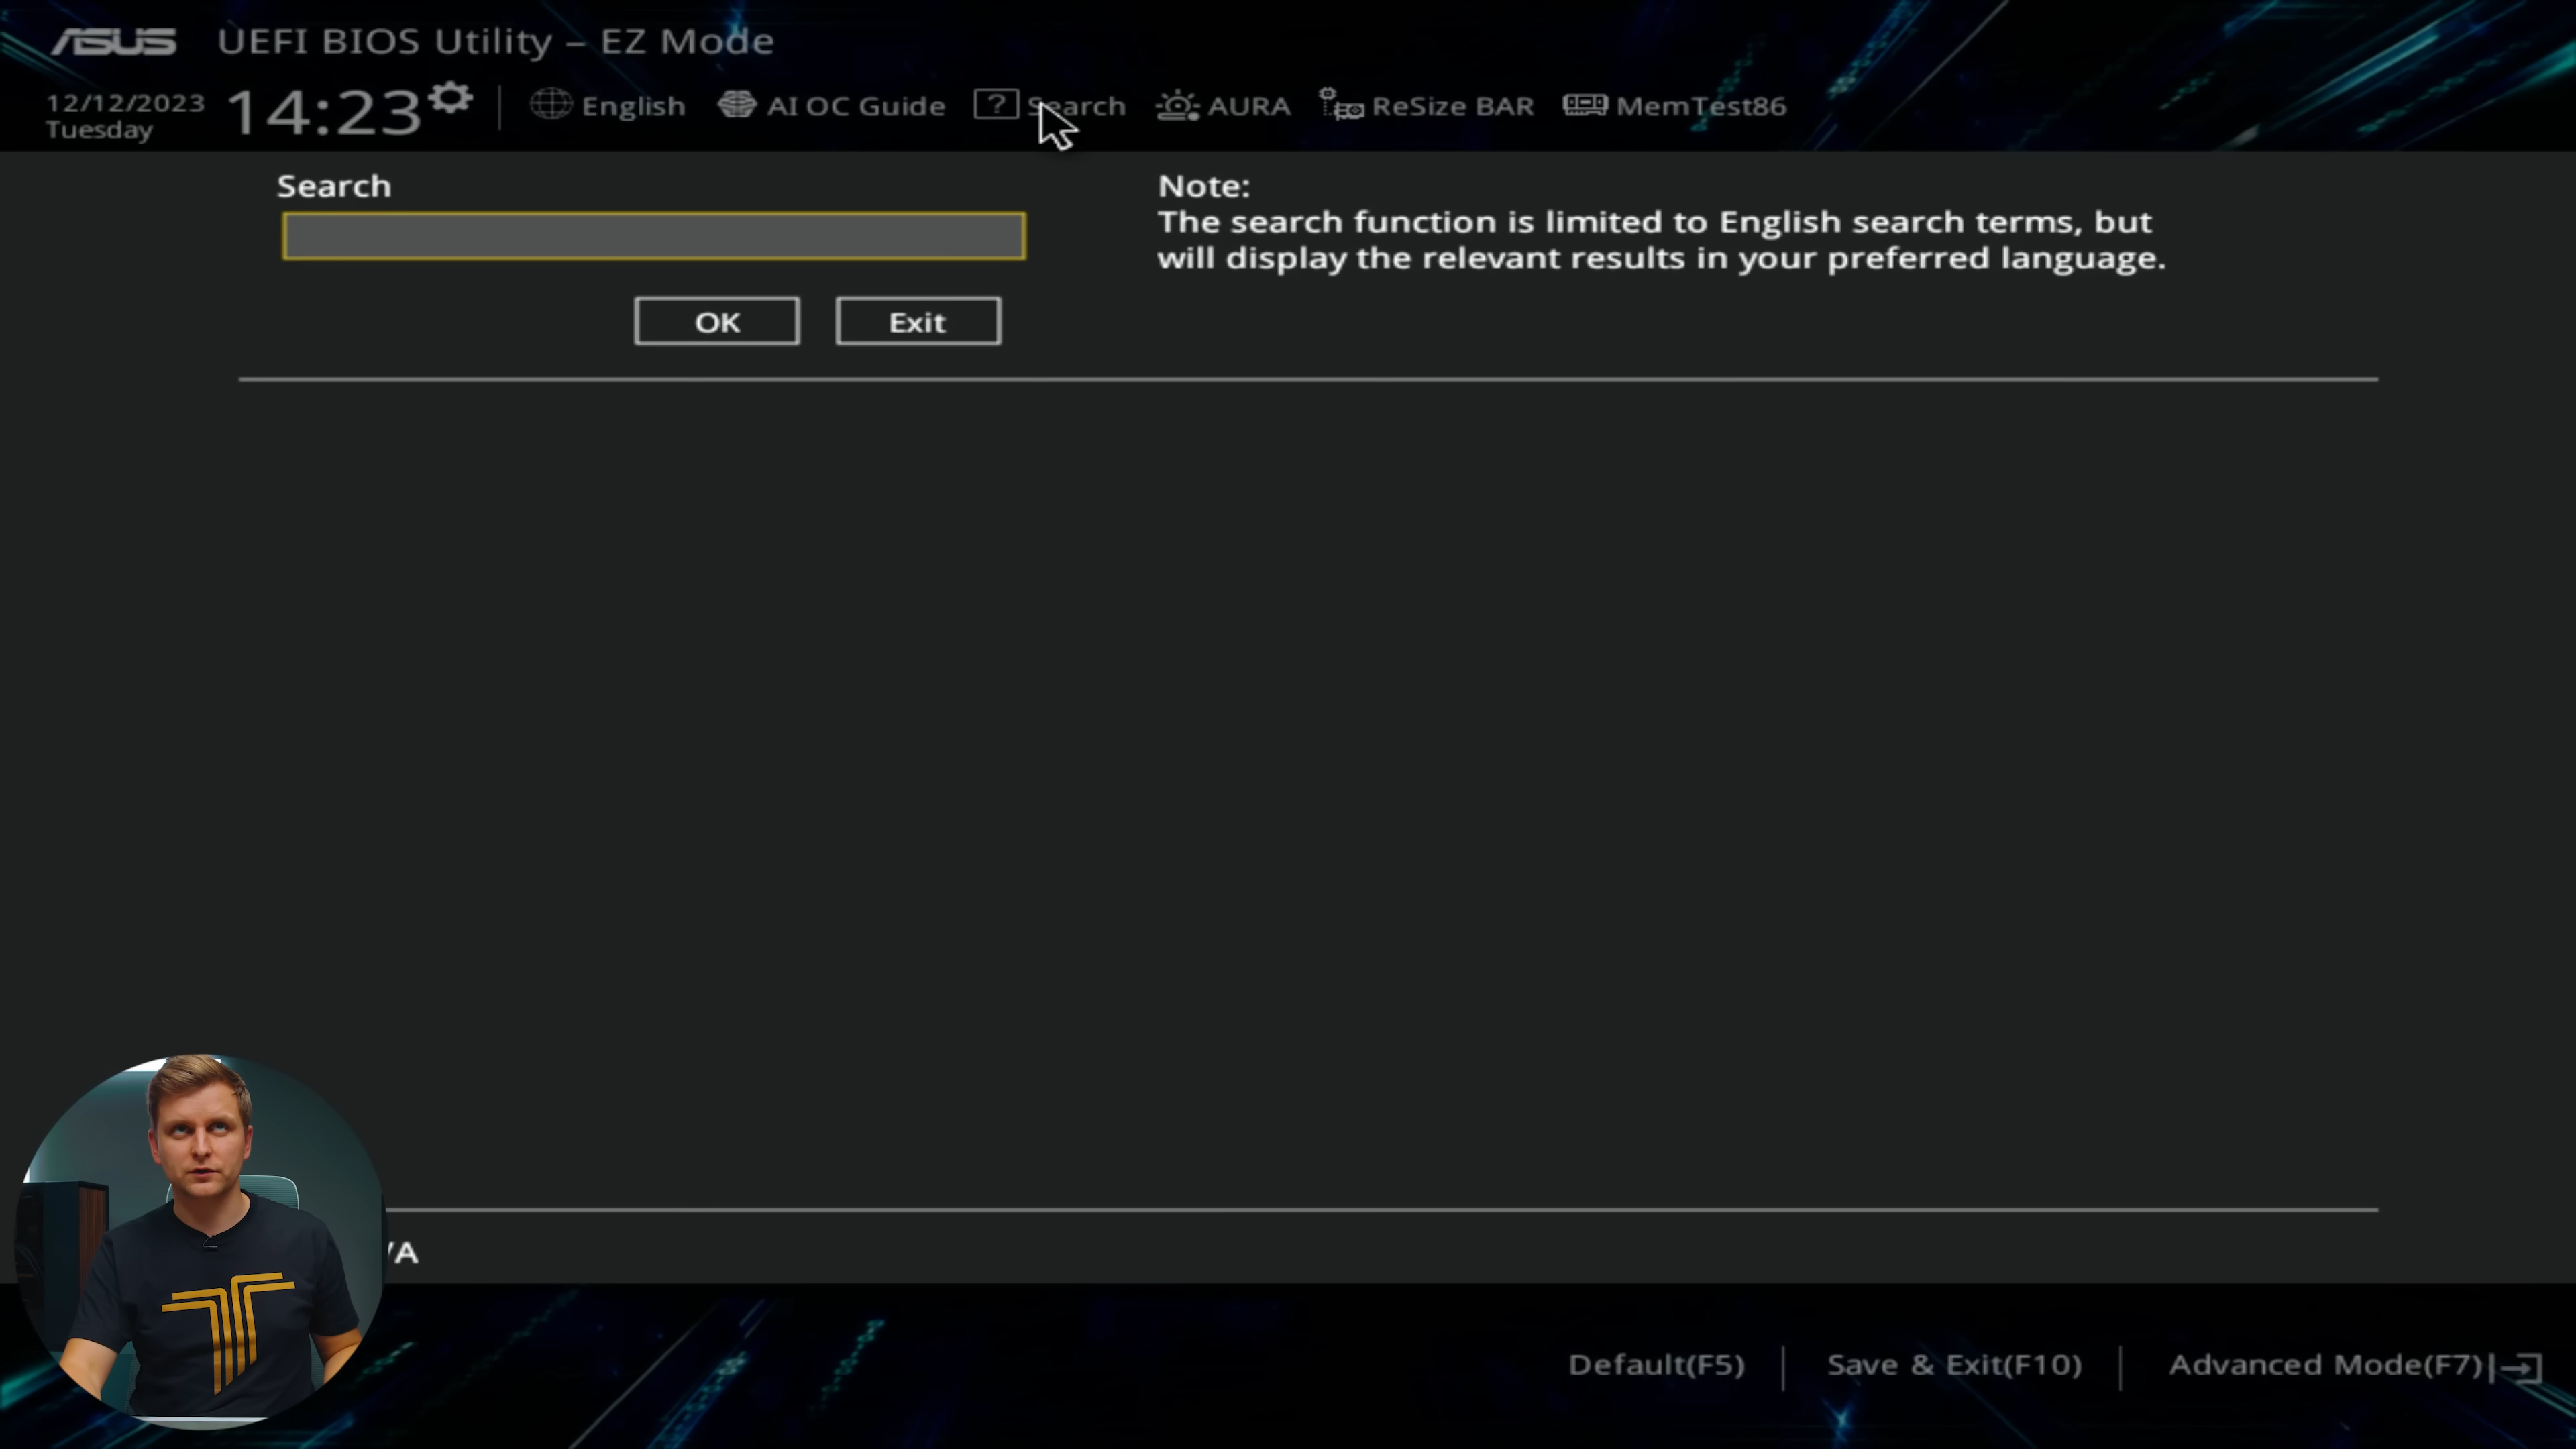 ASUS UEFI BIOS Utility – EZ Mode
12/12/2023
Tuesday
14:23
English
AI OC Guide
? Search
AURA
ReSize BAR
MemTest86
Search
OK
Exit
Note:
The search function is limited to English search terms, but
will display the relevant results in your preferred language.
/A
Default(F5)
Save & Exit(F10)
Advanced Mode(F7)